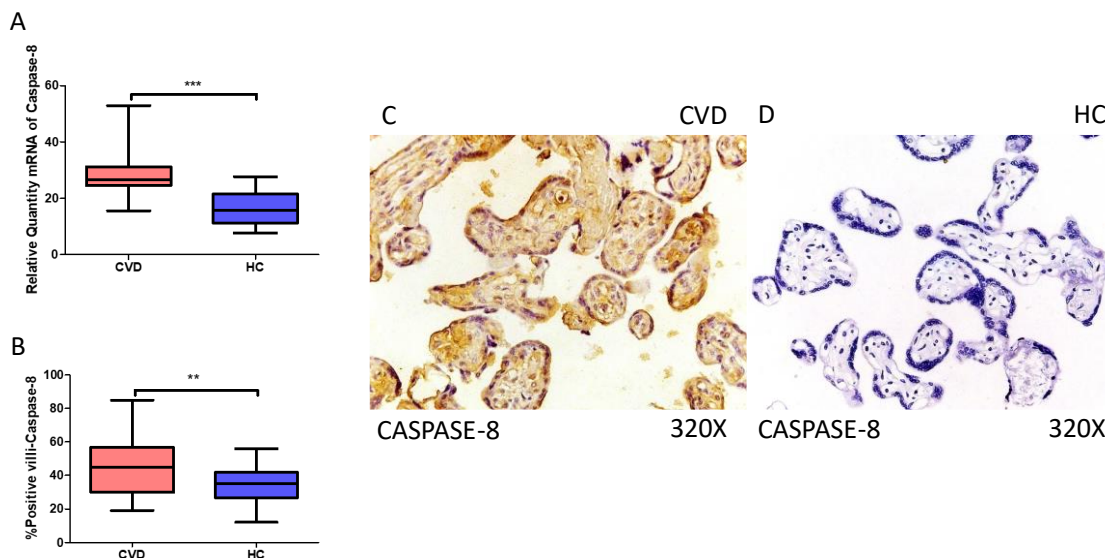 A
Relative Quantity mRNA of Caspase-8
60
40
20
0
***
CVD HC
B
%Positive villi-Caspase-8
100
80
60
40
20
0
**
CVD HC
C CVD
CASPASE-8 320X
D HC
CASPASE-8 320X